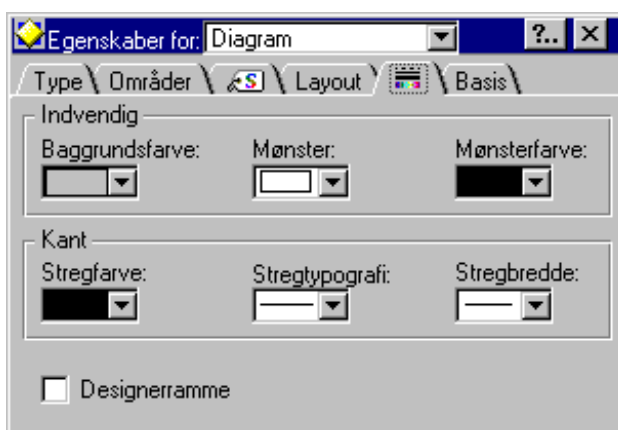 Egenskaber for: Diagram ?..
Type Områder S Layout Basis
Indvendig
Baggrundsfarve: Mønster: Mønsterfarve:
Kant
Stregfarve: Stregtypografi: Stregbredde:
Designerramme